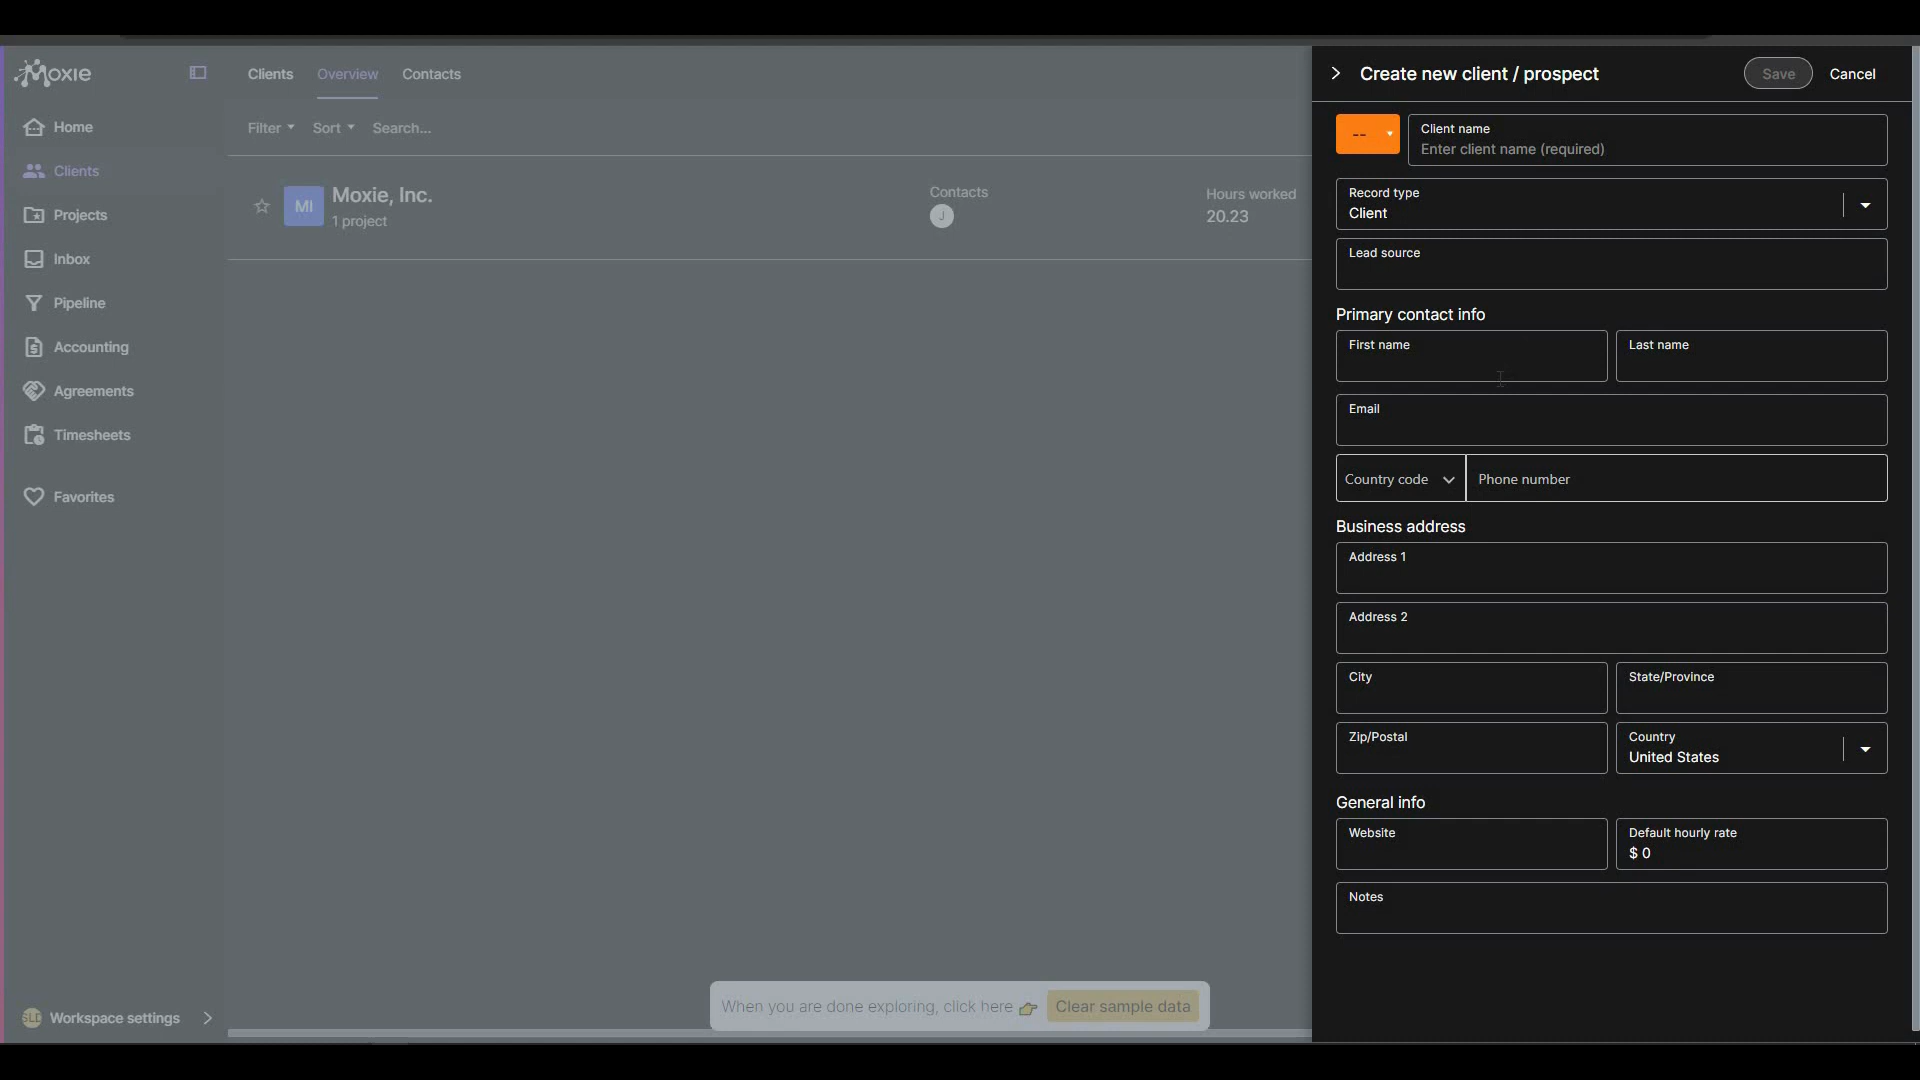 Moxie
Home
Clients
Projects
Inbox
Pipeline
Accounting
Agreements
Timesheets
Favorites
SLD Workspace settings
Clients Overview Contacts
Filter Sort Search...
MI
Moxie, Inc.
1 project
Contacts
J
Hours worked
20.23
When you are done exploring, click here 👉 Clear sample data
Create new client / prospect
Save Cancel
--
Client name
Enter client name (required)
Record type
Client
Lead source
Primary contact info
First name Last name
Email
Country code Phone number
Business address
Address 1
Address 2
City State/Province
Zip/Postal
Country
United States
General info
Website
Default hourly rate
$ 0
Notes